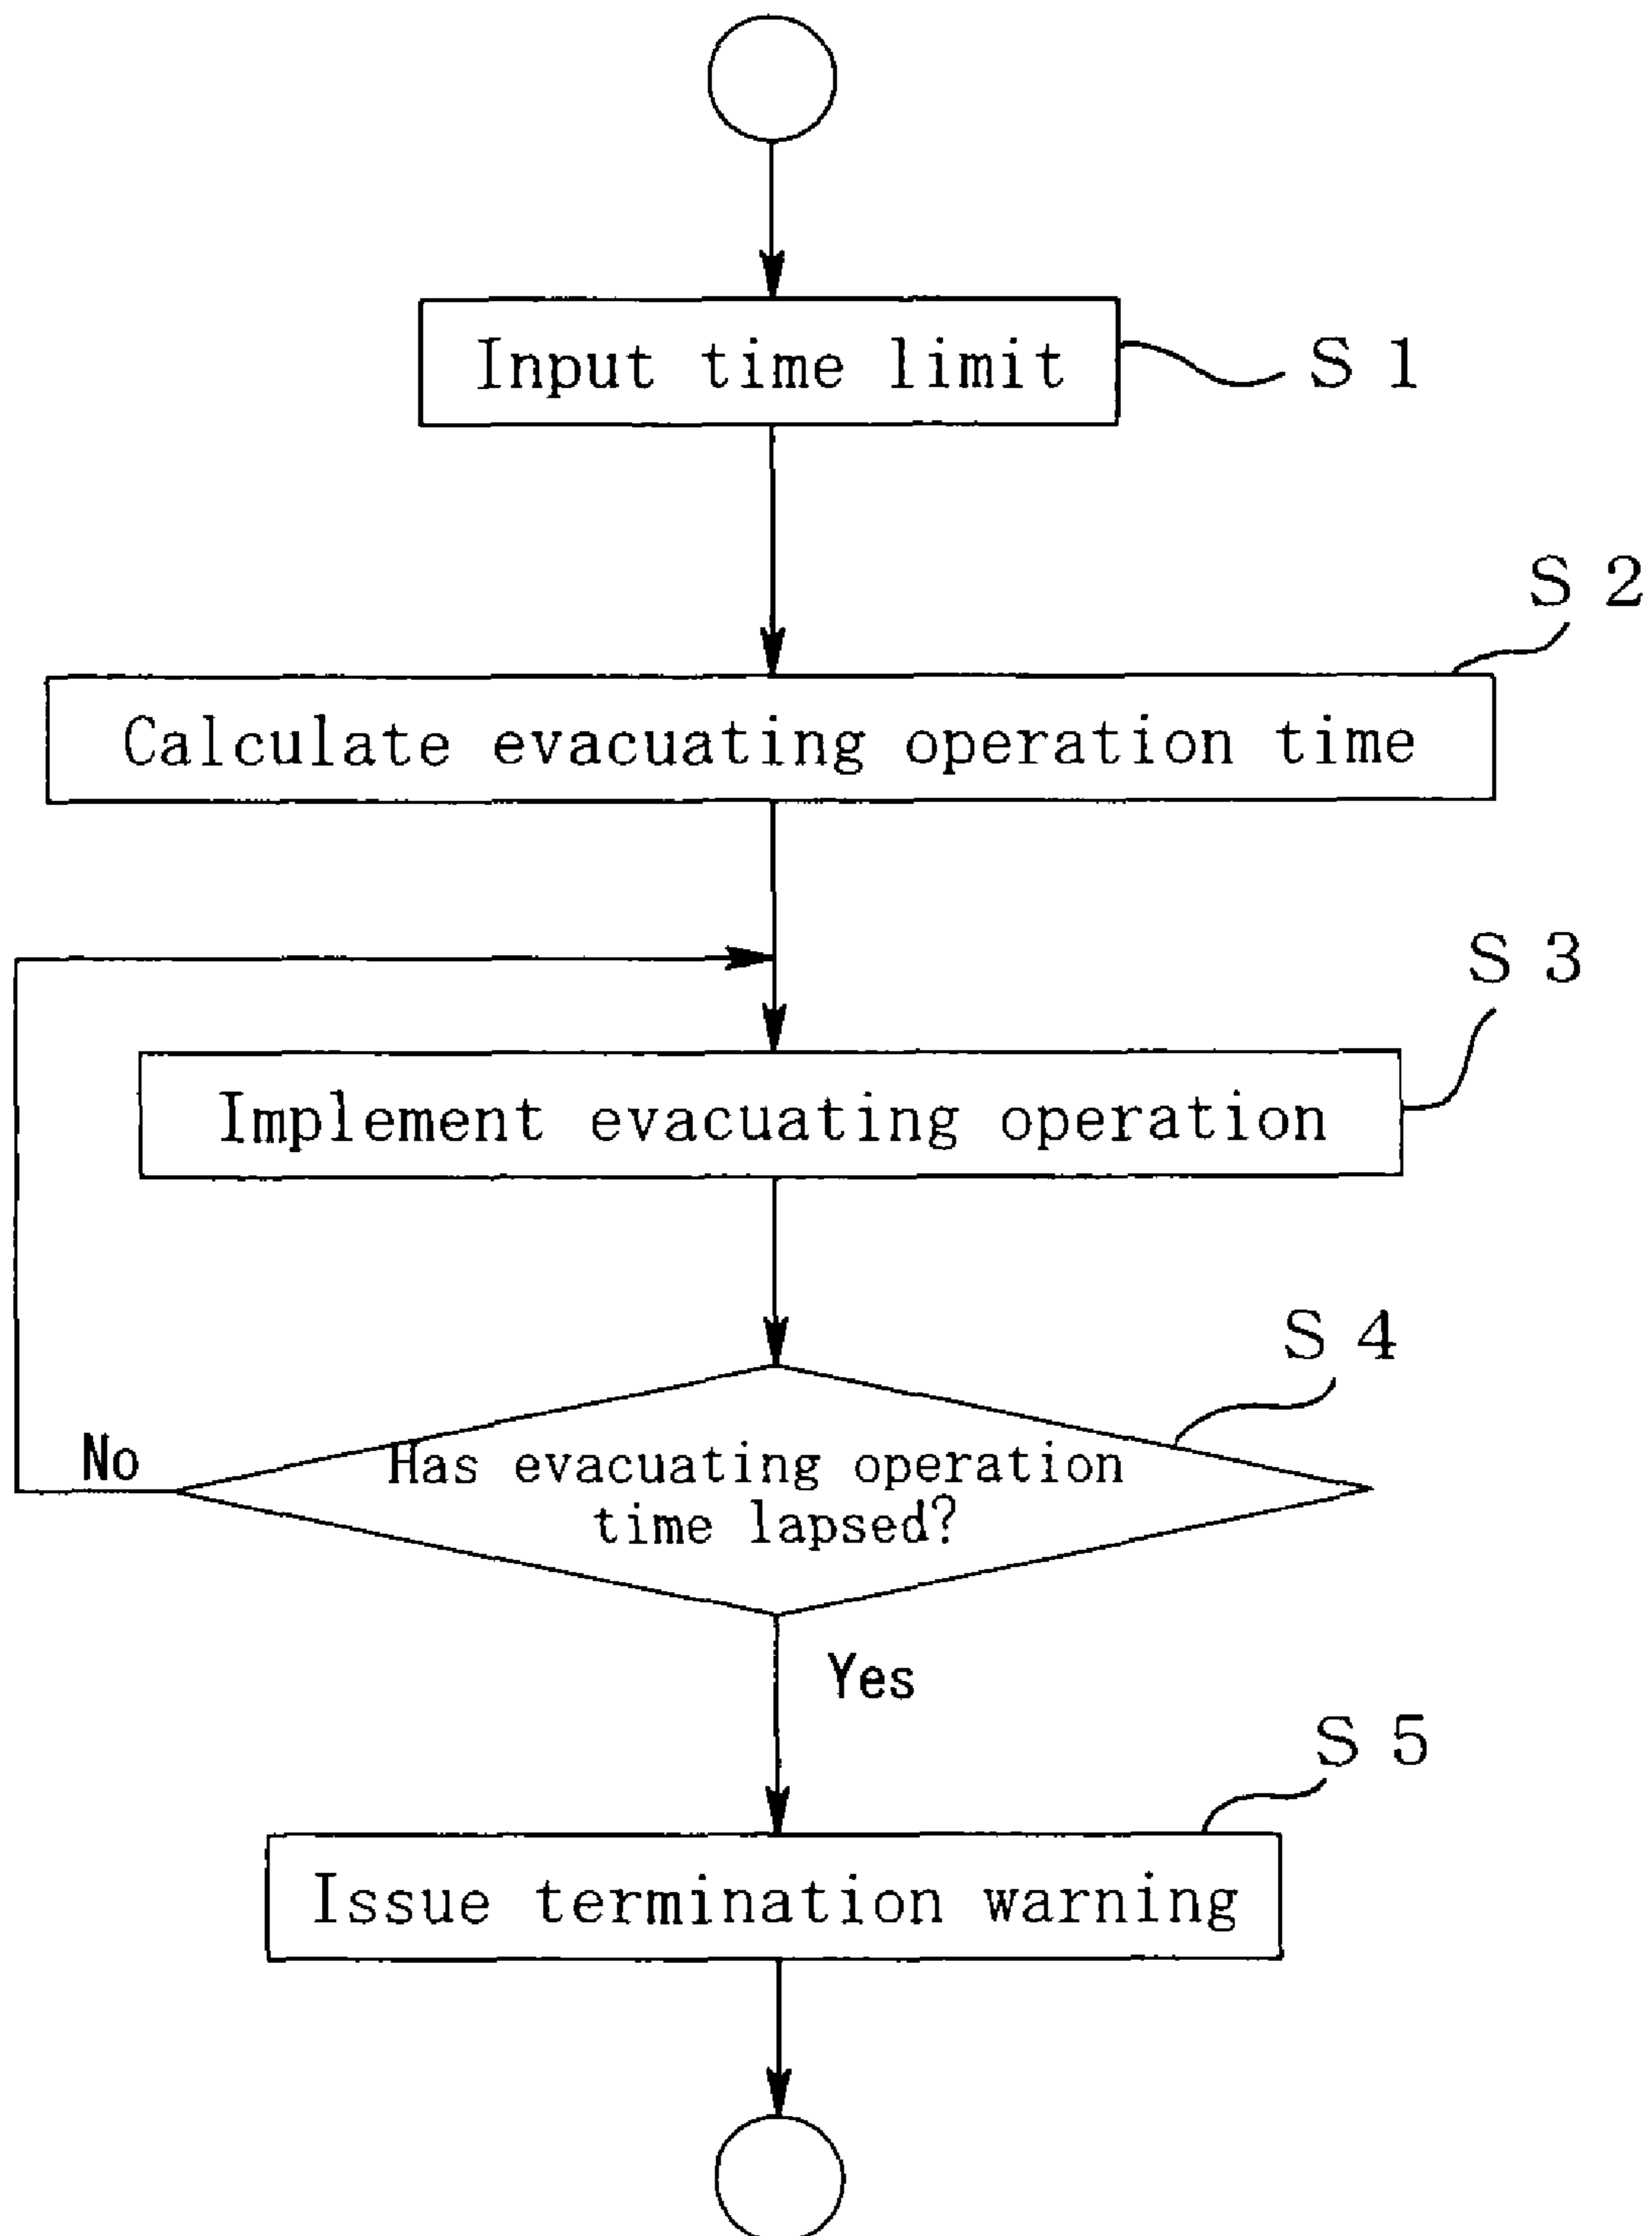 Input time limit
S 1
S 2
Calculate evacuating operation time
S 3
Implement evacuating operation
S 4
No
Has evacuating operation
time lapsed?
Yes
S 5
Issue termination warning